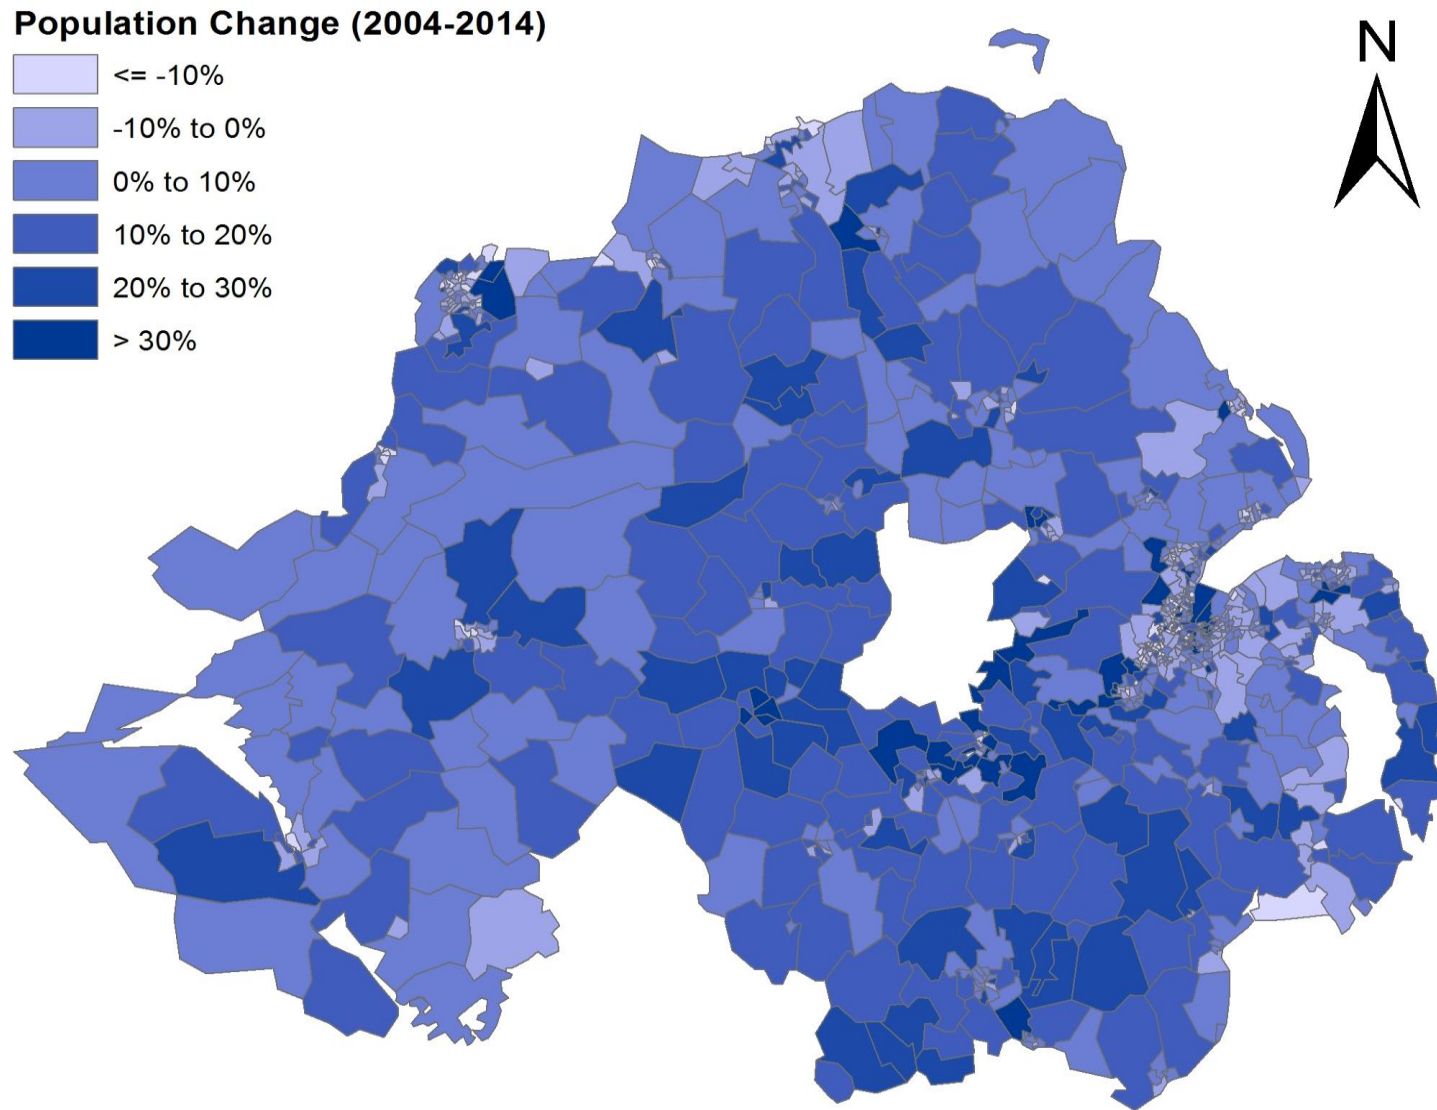 Population Change (2004-2014)
<= -10%
-10% to 0%
0% to 10%
10% to 20%
20% to 30%
> 30%
N